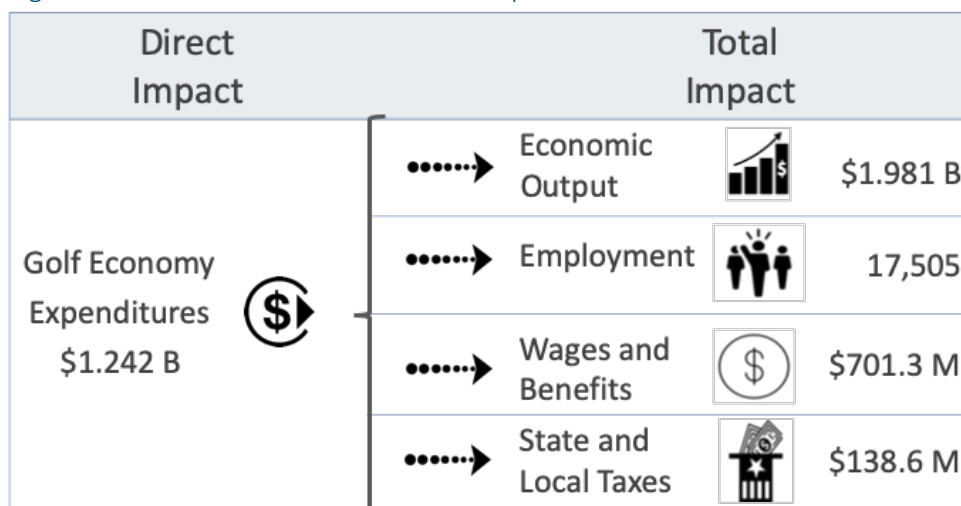 Direct
Impact
Total
Impact
Golf Economy
Expenditures
$1.242 B
Economic
Output
$1.981 B
Employment
17,505
Wages and
Benefits
$701.3 M
State and
Local Taxes
$138.6 M